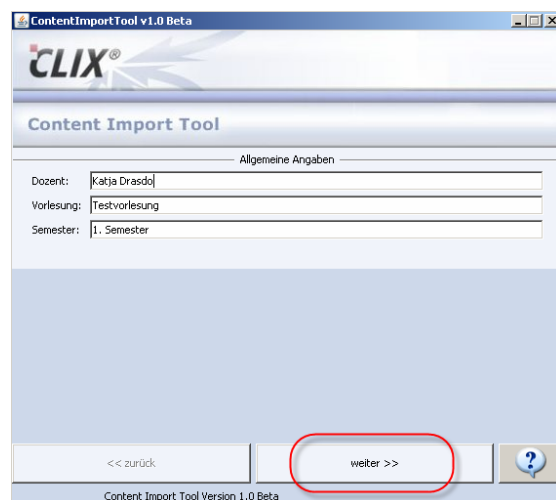 ContentImportTool v1.0 Beta
CLIX®
Content Import Tool
Allgemeine Angaben
Dozent: Katja Drasdo
Vorlesung: Testvorlesung
Semester: 1. Semester
<< zurück weiter >> ?
Content Import Tool Version 1.0 Beta